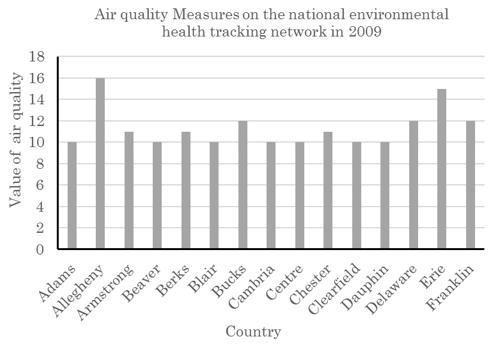 Air quality Measures on the national environmental
health tracking network in 2009
Value of air quality
18
16
14
12
10
8
6
4
2
0
Adams
Allegheny
Armstrong
Beaver
Berks
Blair
Bucks
Cambria
Centre
Chester
Clearfield
Dauphin
Delaware
Erie
Franklin
Country